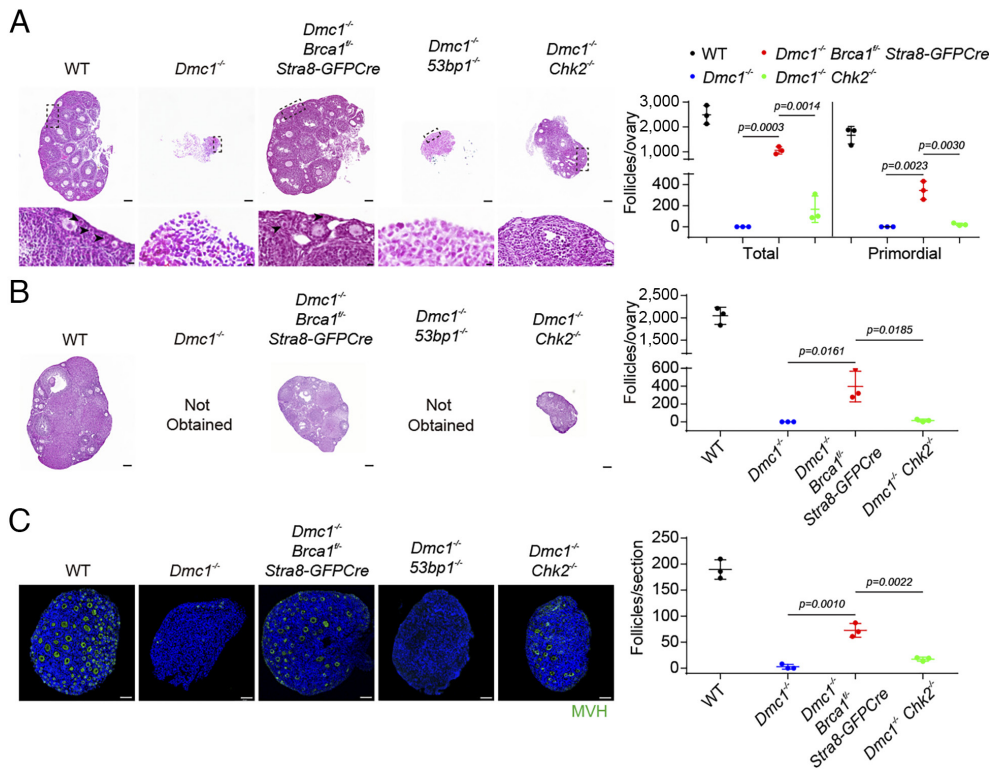 A
WT
Dmc1-/-
Dmc1-/-
Brca1f/-
Stra8-GFPCre
Dmc1-/-
53bp1-/-
Dmc1-/-
Chk2-/-
WT
Dmc1-/- Brca1f/- Stra8-GFPCre
Dmc1-/-
Dmc1-/- Chk2-/-
Follicles/ovary
3,000
2,000
1,000
400
200
0
p=0.0003
p=0.0014
p=0.0023
p=0.0030
Total
Primordial
B
WT
Dmc1-/-
Dmc1-/-
Brca1f/-
Stra8-GFPCre
Dmc1-/-
53bp1-/-
Dmc1-/-
Chk2-/-
Not
Obtained
Not
Obtained
Follicles/ovary
2,500
2,000
1,500
600
400
200
0
p=0.0161
p=0.0185
WT
Dmc1-/-
Dmc1-/-
Brca1f/-
Stra8-GFPCre
Dmc1-/- Chk2-/-
C
WT
Dmc1-/-
Dmc1-/-
Brca1f/-
Stra8-GFPCre
Dmc1-/-
53bp1-/-
Dmc1-/-
Chk2-/-
MVH
Follicles/section
250
200
150
100
50
0
p=0.0010
p=0.0022
WT
Dmc1-/-
Dmc1-/-
Brca1f/-
Stra8-GFPCre
Dmc1-/- Chk2-/-